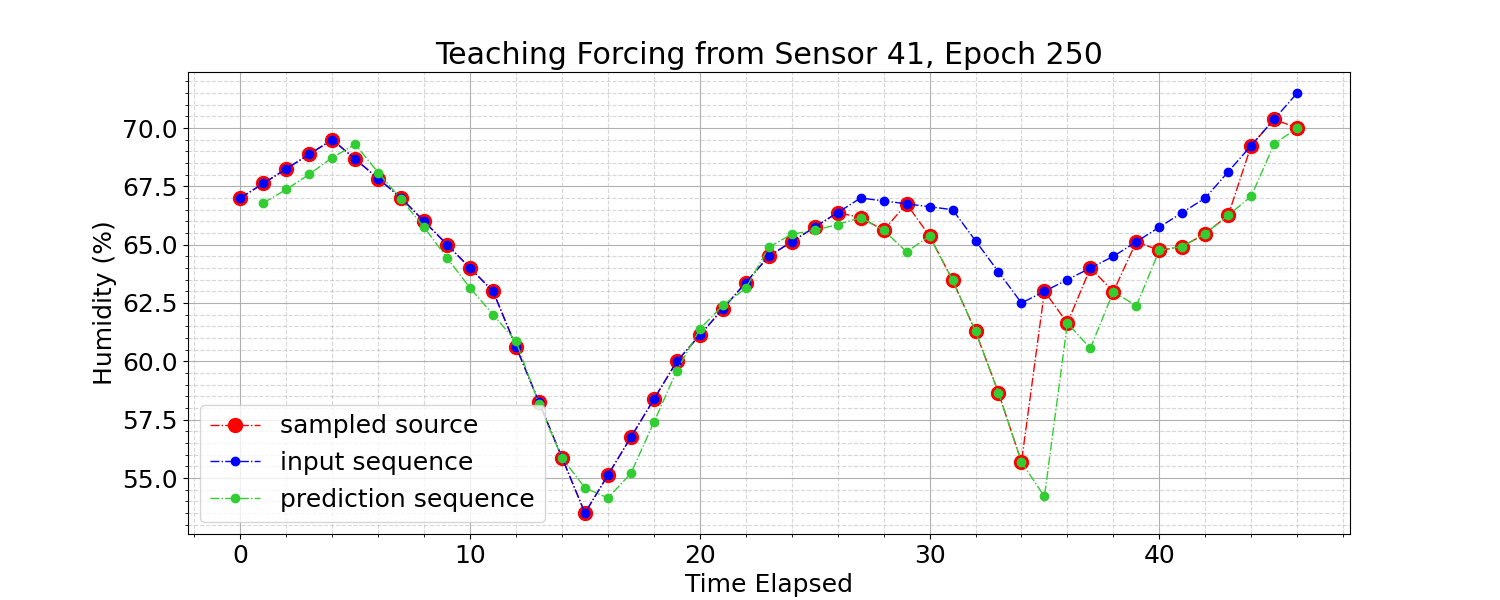 Teaching Forcing from Sensor 41, Epoch 250
Humidity (%)
70.0
67.5
65.0
62.5
60.0
57.5
55.0
sampled source
input sequence
prediction sequence
0 10 20 30 40
Time Elapsed